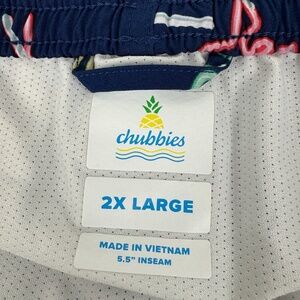 chubbies
2X LARGE
MADE IN VIETNAM
5.5" INSEAM